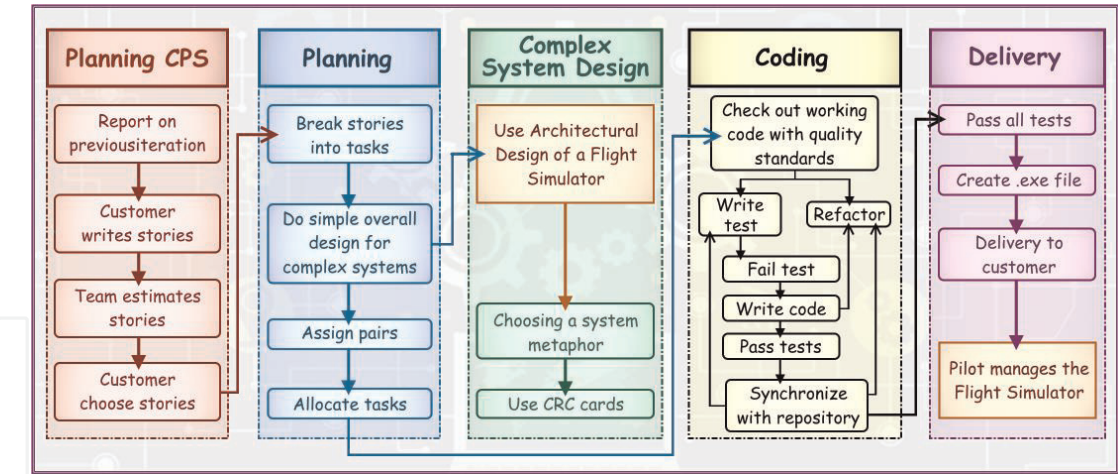 Planning CPS
Report on
previousiteration
Customer
writes stories
Team estimates
stories
Customer
choose stories
Planning
Break stories
into tasks
Do simple overall
design for
complex systems
Assign pairs
Allocate tasks
Complex
System Design
Use Architectural
Design of a Flight
Simulator
Choosing a system
metaphor
Use CRC cards
Coding
Check out working
code with quality
standards
Write
test
Refactor
Fail test
Write code
Pass tests
Synchronize
with repository
Delivery
Pass all tests
Create .exe file
Delivery to
customer
Pilot manages the
Flight Simulator